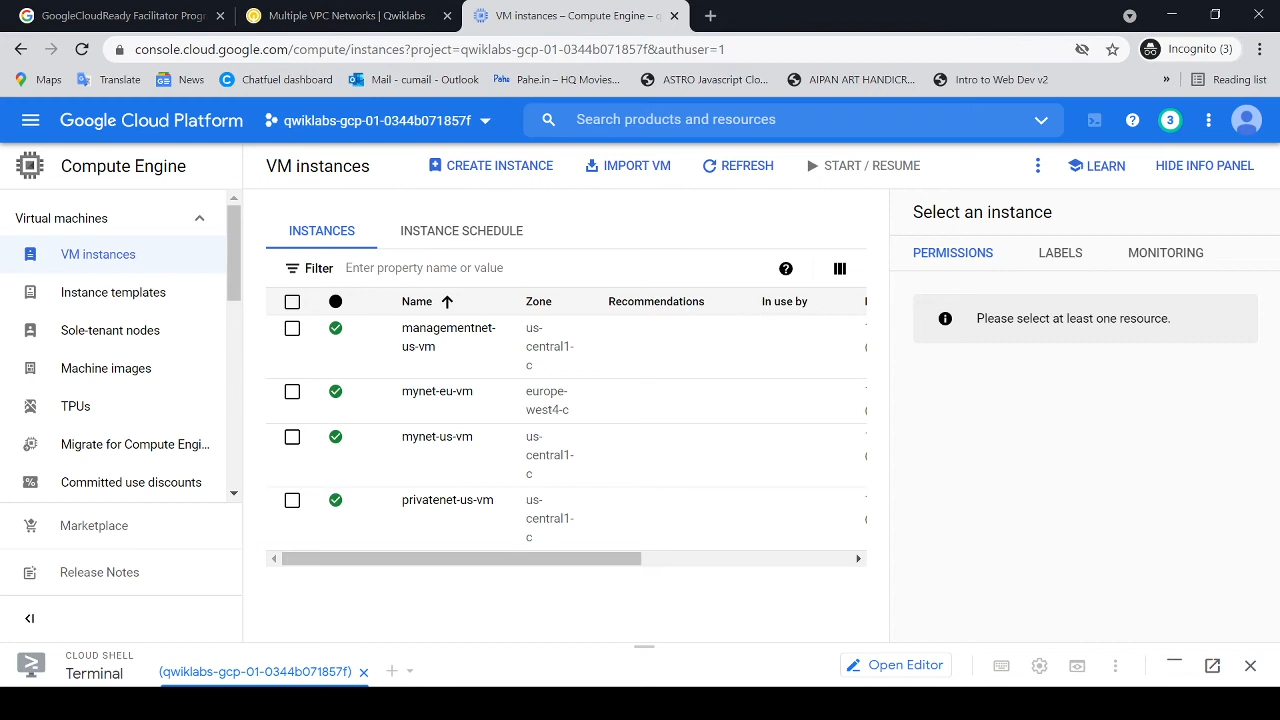 GoogleCloudReady Facilitator Progr
Multiple VPC Networks | Qwiklabs
VM instances – Compute Engine – q
console.cloud.google.com/compute/instances?project=qwiklabs-gcp-01-0344b071857f&authuser=1
Incognito (3)
Maps
Translate
News
Chatfuel dashboard
Mail - cumail - Outlook
Pahe Pahe.in – HQ Movies...
ASTRO Javascript Clo...
AIPAN ART HANDICR...
Intro to Web Dev v2
»
Reading list
Google Cloud Platform
qwiklabs-gcp-01-0344b071857f
Search products and resources
3
Compute Engine
VM instances
CREATE INSTANCE
IMPORT VM
REFRESH
START / RESUME
LEARN
HIDE INFO PANEL
Virtual machines
VM instances
Instance templates
Sole-tenant nodes
Machine images
TPUs
Migrate for Compute Engi...
Committed use discounts
Marketplace
Release Notes
INSTANCES
INSTANCE SCHEDULE
Filter
Enter property name or value
Name
Zone
Recommendations
In use by
managementnet-
us-vm
us-
central1-
c
mynet-eu-vm
europe-
west4-c
mynet-us-vm
us-
central1-
c
privatenet-us-vm
us-
central1-
c
Select an instance
PERMISSIONS
LABELS
MONITORING
Please select at least one resource.
CLOUD SHELL
Terminal
(qwiklabs-gcp-01-0344b071857f)
Open Editor